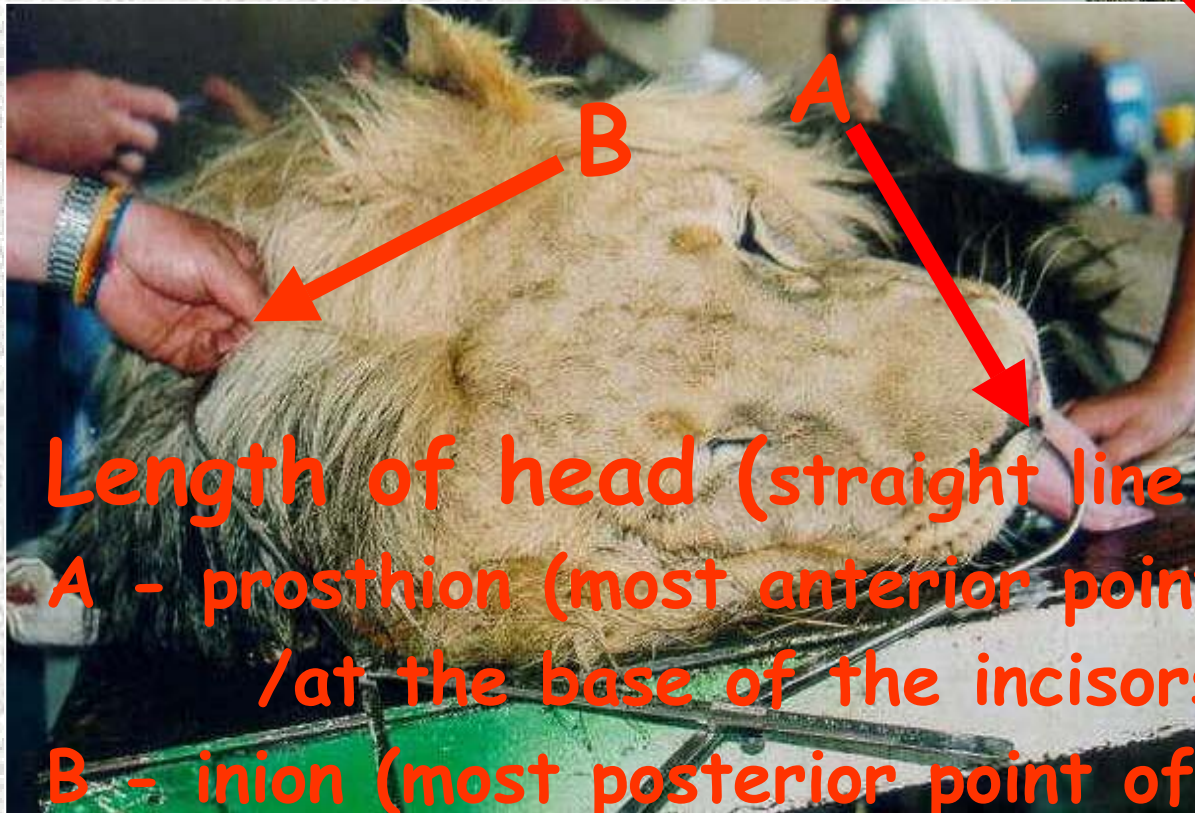 A
B
Length of head (straight line
A - prosthion (most anterior poin
/at the base of the incisors
B - inion (most posterior point of